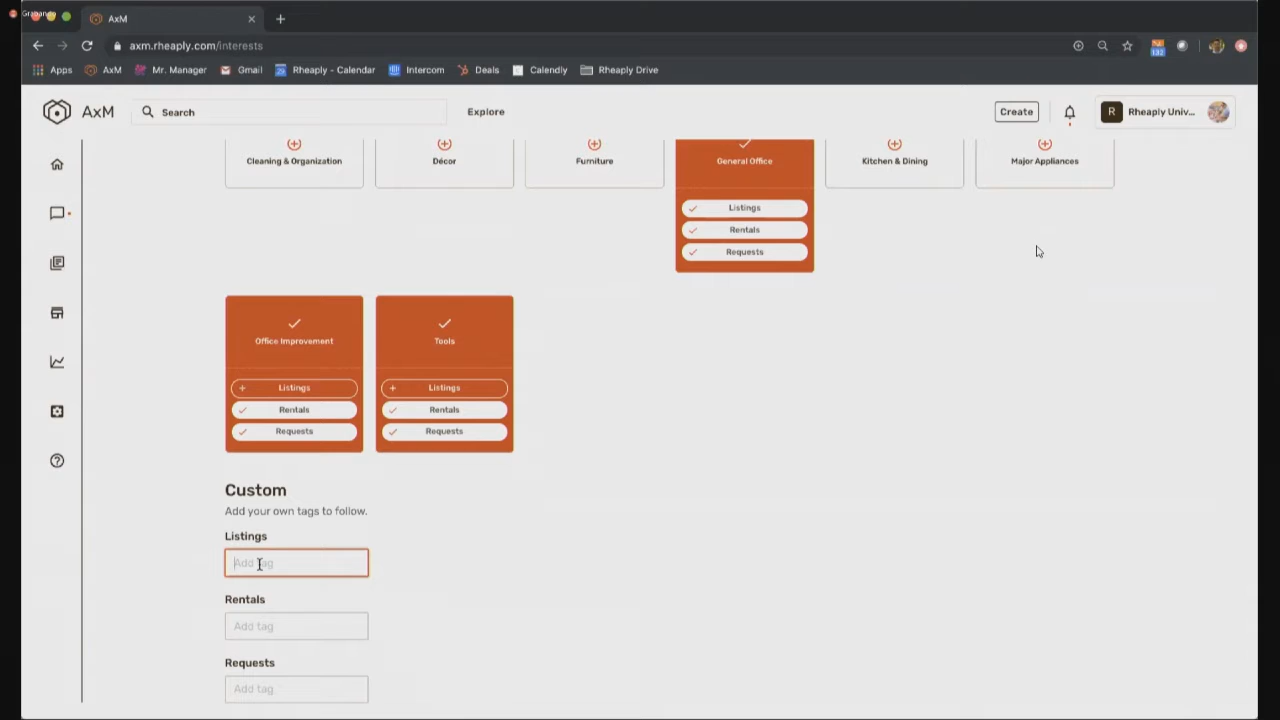 AxM
axm.rheaply.com/interests
Apps AxM Mr. Manager Gmail Rheaply - Calendar Intercom Deals Calendly Rheaply Drive
AxM Search Explore Create R Rheaply Univ...
Cleaning & Organization Décor Furniture General Office Kitchen & Dining Major Appliances
Listings
Rentals
Requests
Office Improvement Tools
Listings Listings
Rentals Rentals
Requests Requests
Custom
Add your own tags to follow.
Listings
Add tag
Rentals
Add tag
Requests
Add tag